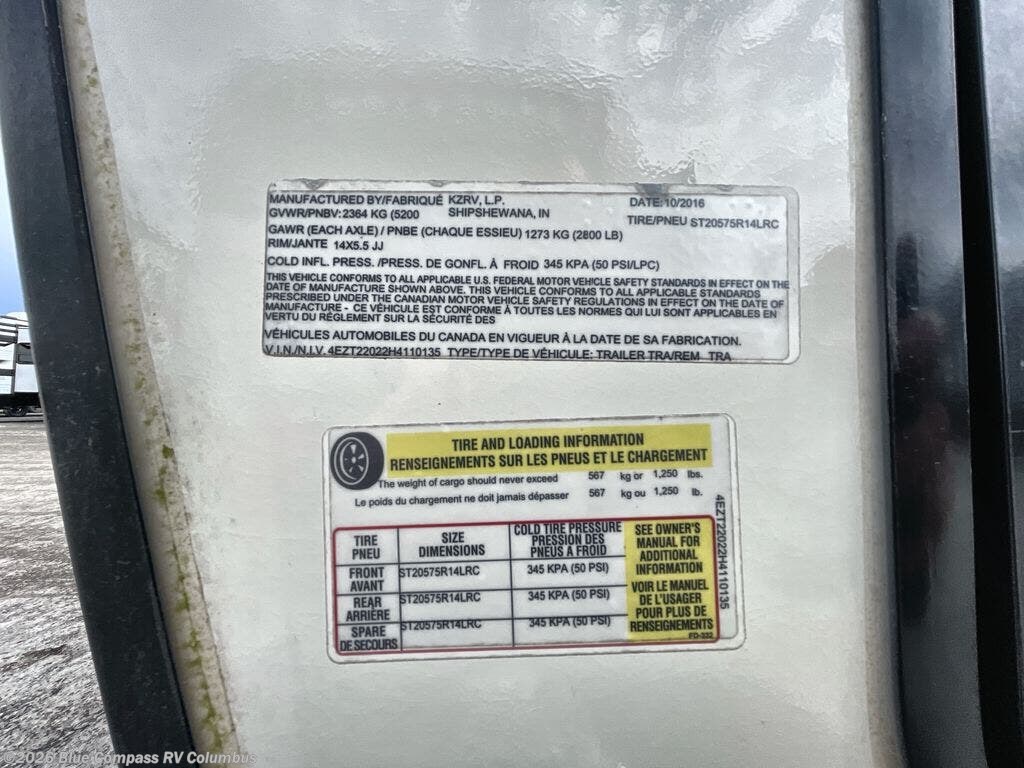 MANUFACTURED BY/FABRIQUÉ KZRV, L.P. DATE:10/2016
GVWR/PNBV: 2364 KG (5200 SHIPSHEWANA, IN TIRE/PNEU ST20575R14LRC
GAWR (EACH AXLE) / PNBE (CHAQUE ESSIEU) 1273 KG (2800 LB)
RIM/JANTE 14X5.5 JJ
COLD INFL. PRESS. /PRESS. DE GONFL. À FROID 345 KPA (50 PSI/LPC)
THIS VEHICLE CONFORMS TO ALL APPLICABLE U.S. FEDERAL MOTOR VEHICLE SAFETY STANDARDS IN EFFECT ON THE
DATE OF MANUFACTURE SHOWN ABOVE. THIS VEHICLE CONFORMS TO ALL APPLICABLE STANDARDS
PRESCRIBED UNDER THE CANADIAN MOTOR VEHICLE SAFETY REGULATIONS IN EFFECT ON THE DATE OF
MANUFACTURE - CE VÉHICULE EST CONFORME À TOUTES LES NORMES QUI LUI SONT APPLICABLES EN
VERTU DU RÉGLEMENT SUR LA SÉCURITÉ DES
VÉHICULES AUTOMOBILES DU CANADA EN VIGUEUR À LA DATE DE SA FABRICATION.
V.I.N./N.I.V. 4EZT22022H4110135 TYPE/TYPE DE VÉHICULE: TRAILER TRA/REM TRA
TIRE AND LOADING INFORMATION
RENSEIGNEMENTS SUR LES PNEUS ET LE CHARGEMENT
The weight of cargo should never exceed 567 kg or 1,250 lbs.
Le poids du chargement ne doit jamais dépasser 567 kg ou 1,250 lb.
TIRE
PNEU
SIZE
DIMENSIONS
COLD TIRE PRESSURE
PRESSION DES
PNEUS A FROID
FRONT
AVANT
ST20575R14LRC
345 KPA (50 PSI)
REAR
ARRIÈRE
ST20575R14LRC
345 KPA (50 PSI)
SPARE
DE SECOURS
ST20575R14LRC
345 KPA (50 PSI)
SEE OWNER'S
MANUAL FOR
ADDITIONAL
INFORMATION
VOIR LE MANUEL
DE L'USAGER
POUR PLUS DE
RENSEIGNEMENTS
FD-332
4EZT22022H4110135
©2026 Blue Compass RV Columbus